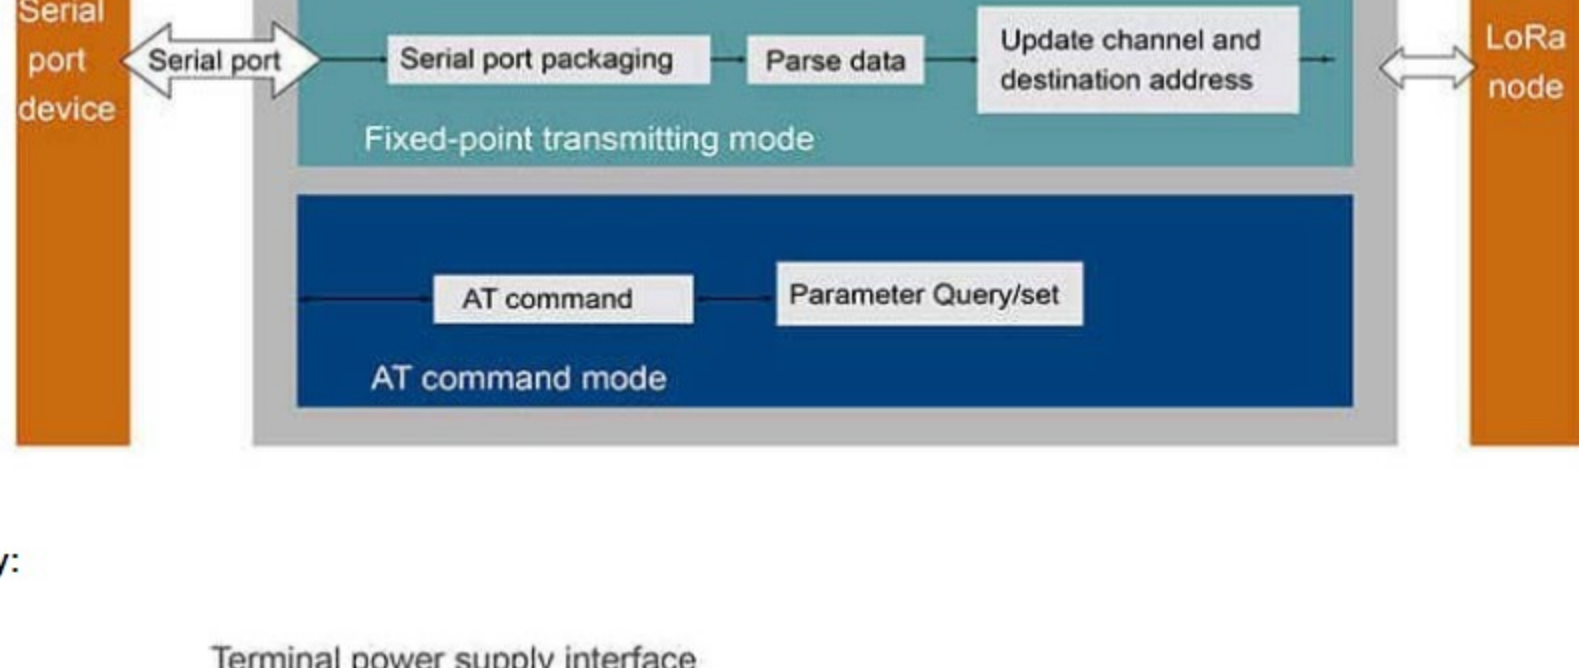 Serial
port
device
Serial port
Serial port packaging
Parse data
Update channel and
destination address
LoRa
node
Fixed-point transmitting mode
AT command
Parameter Query/set
AT command mode
y:
Terminal power supply interface